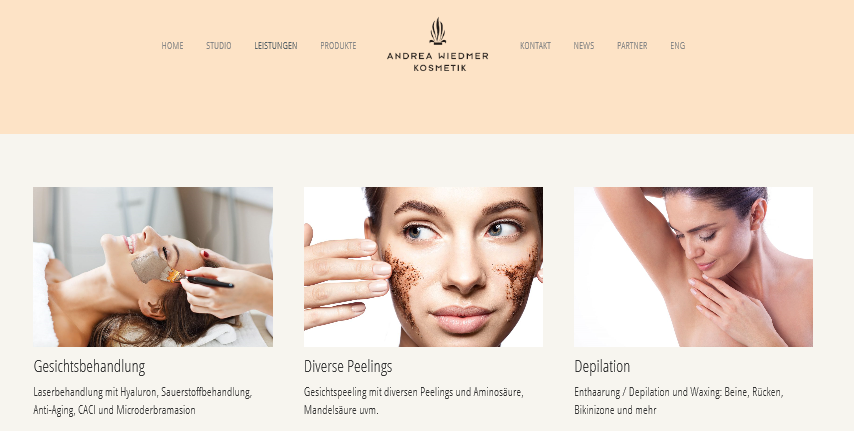 HOME STUDIO LEISTUNGEN PRODUKTE
ANDREA WIEDMER
KOSMETIK
KONTAKT NEWS PARTNER ENG
Gesichtsbehandlung
Laserbehandlung mit Hyaluron, Sauerstoffbehandlung,
Anti-Aging, CACI und Microderbramasion
Diverse Peelings
Gesichtspeeling mit diversen Peelings und Aminosäure,
Mandelsäure uvm.
Depilation
Enthaarung / Depilation und Waxing: Beine, Rücken,
Bikinizone und mehr